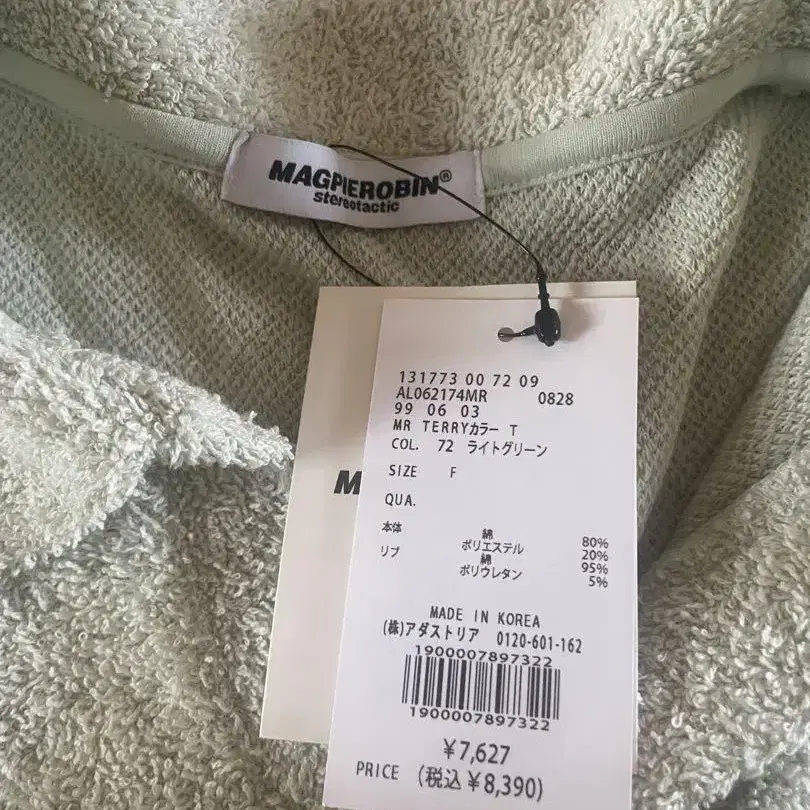 MAGPIEROBIN®
stereotactic
M
131773 00 72 09
AL062174MR 0828
99 06 03
MR TERRYカラー T
COL. 72 ライトグリーン
SIZE F
QUA.
本体 綿 80%
ポリエステル 20%
リブ 綿 95%
ポリウレタン 5%
MADE IN KOREA
(株)アダストリア 0120-601-162
1900007897322
1900007897322
¥7,627
PRICE (税込¥8,390)